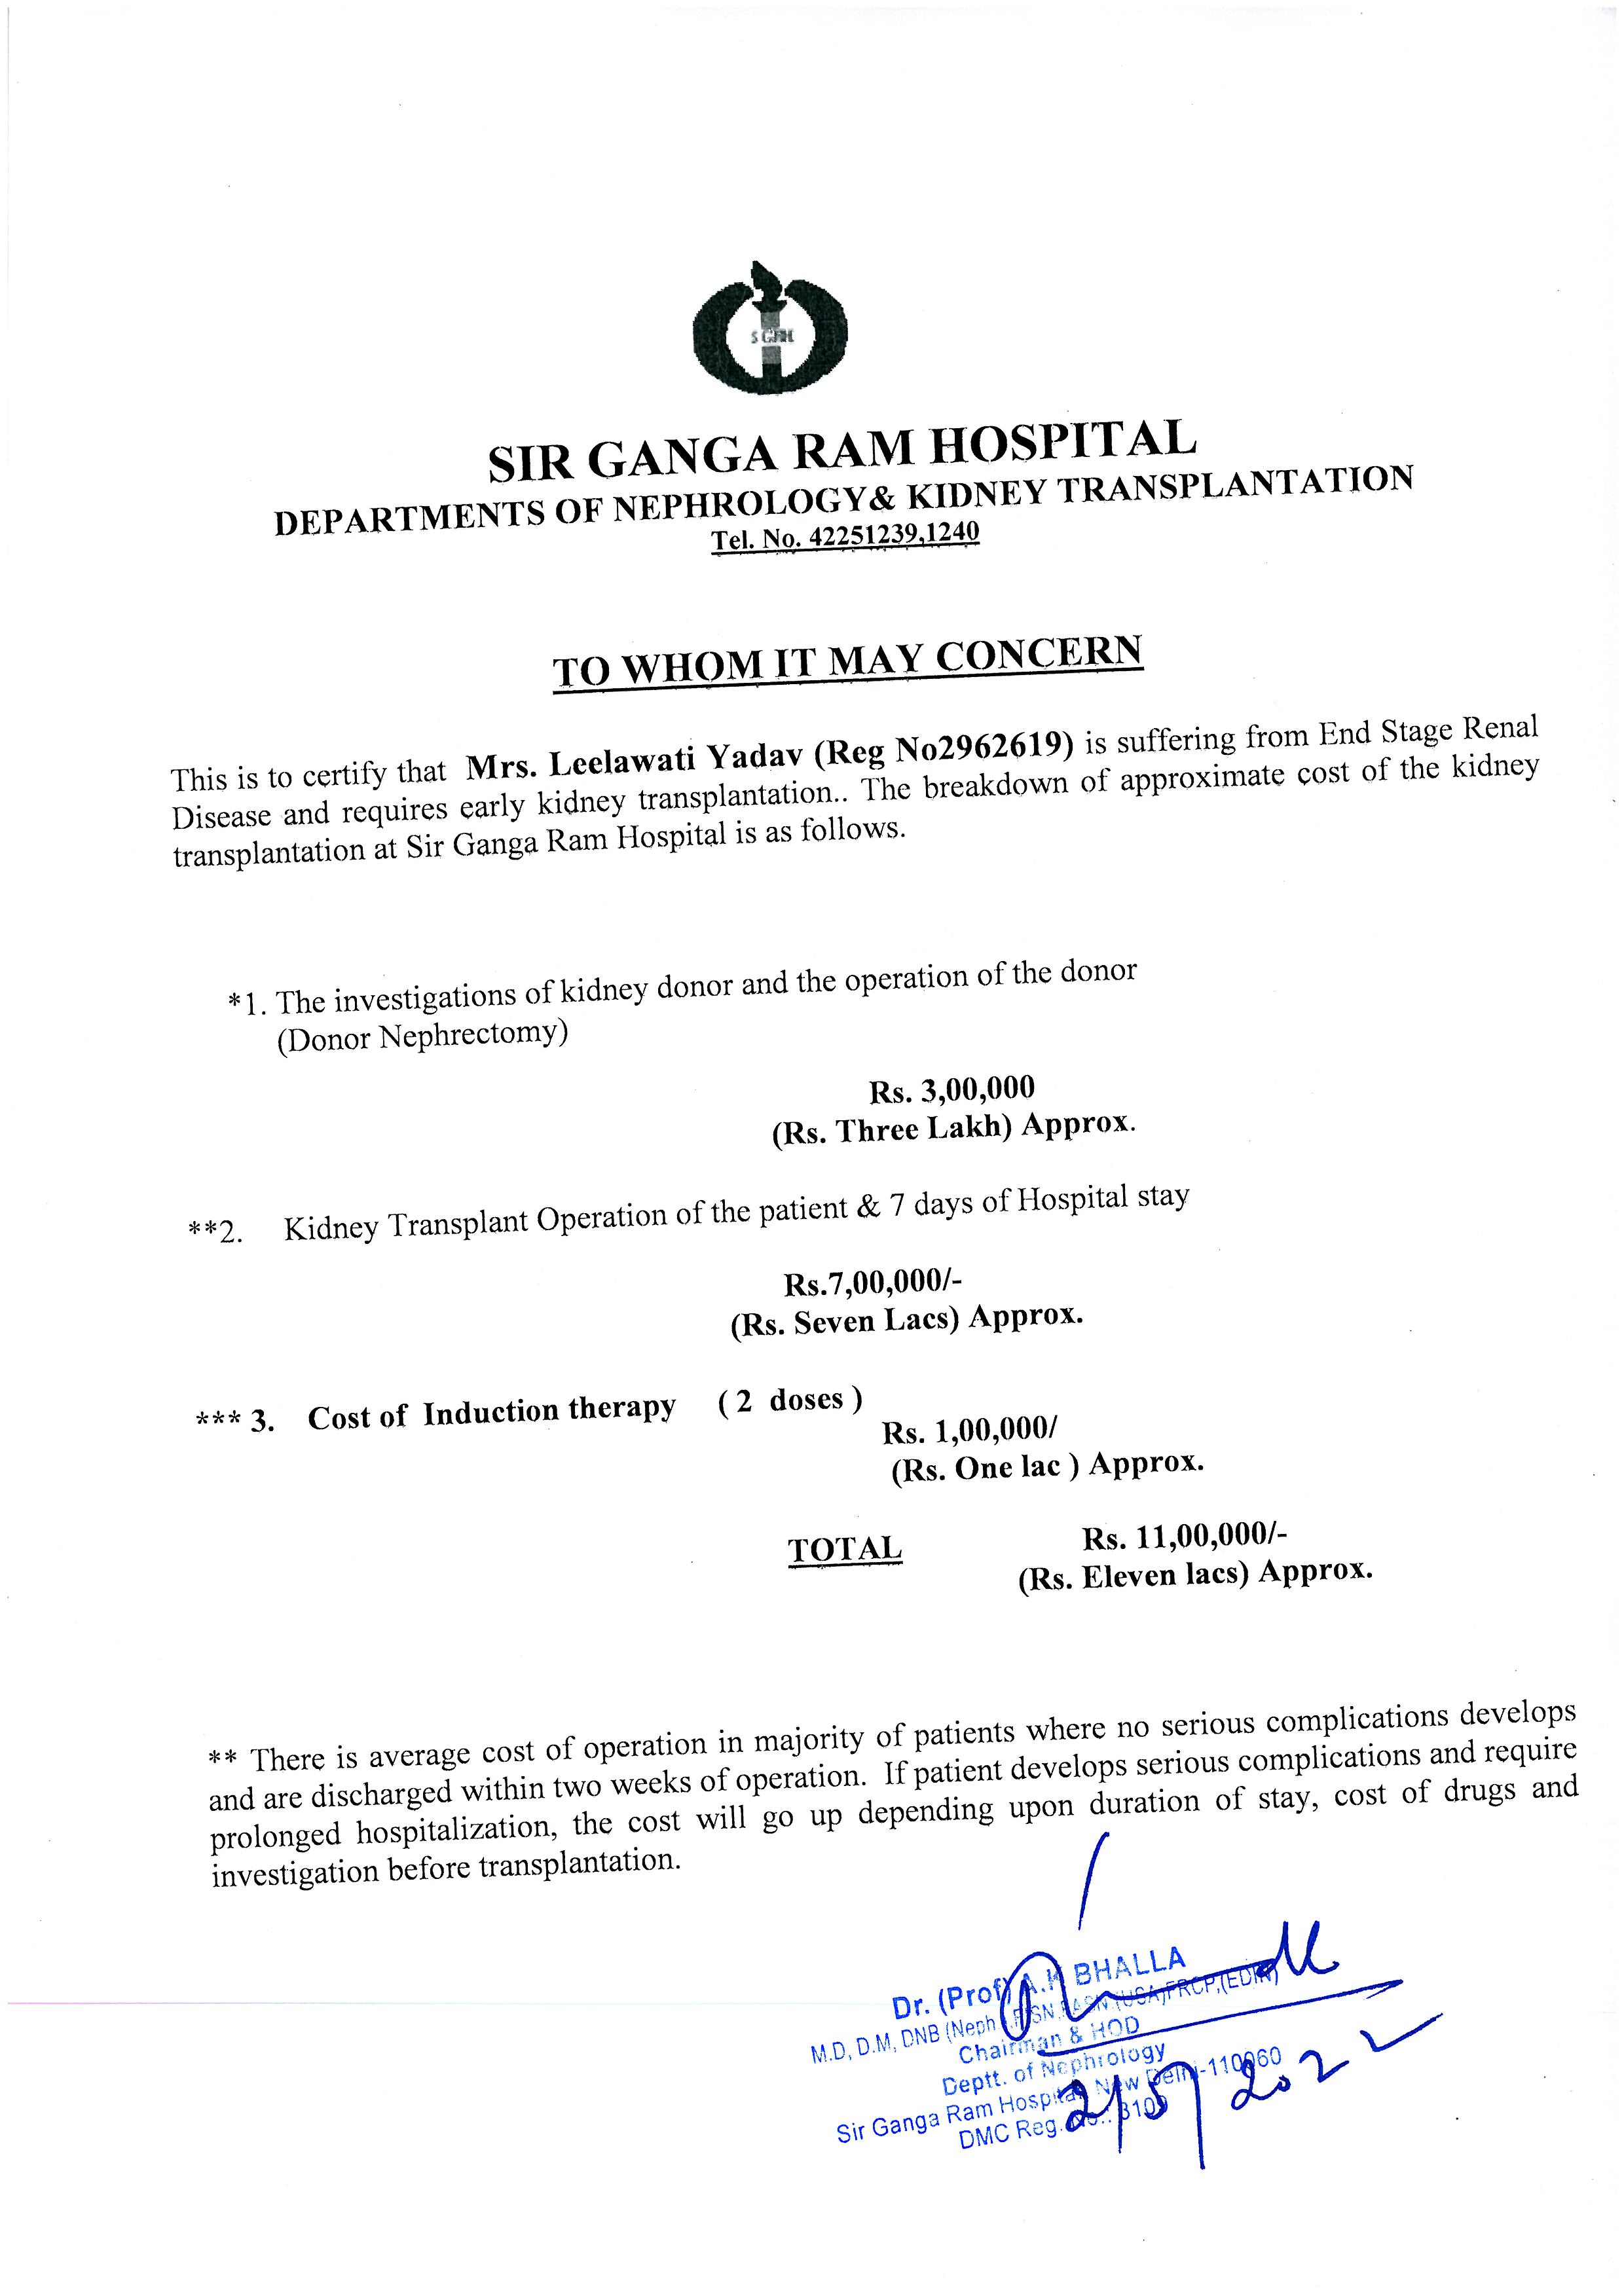 SGRH
SIR GANGA RAM HOSPITAL
DEPARTMENTS OF NEPHROLOGY& KIDNEY TRANSPLANTATION
Tel. No. 42251239,1240
TO WHOM IT MAY CONCERN
This is to certify that Mrs. Leelawati Yadav (Reg No2962619) is suffering from End Stage Renal
Disease and requires early kidney transplantation.. The breakdown of approximate cost of the kidney
transplantation at Sir Ganga Ram Hospital is as follows.
*1. The investigations of kidney donor and the operation of the donor
(Donor Nephrectomy)
Rs. 3,00,000
(Rs. Three Lakh) Approx.
**2. Kidney Transplant Operation of the patient & 7 days of Hospital stay
Rs.7,00,000/-
(Rs. Seven Lacs) Approx.
*** 3. Cost of Induction therapy ( 2 doses )
Rs. 1,00,000/
(Rs. One lac ) Approx.
TOTAL Rs. 11,00,000/-
(Rs. Eleven lacs) Approx.
** There is average cost of operation in majority of patients where no serious complications develops
and are discharged within two weeks of operation. If patient develops serious complications and require
prolonged hospitalization, the cost will go up depending upon duration of stay, cost of drugs and
investigation before transplantation.
Dr. (Prof) A.K BHALLA
M.D, D.M, DNB (Neph (USA)FRCP,(EDIN)
Chairman & HOD
Deptt. of Nephrology
Sir Ganga Ram Hospital, New Delhi-110060
DMC Reg. No.:
2/5/2022